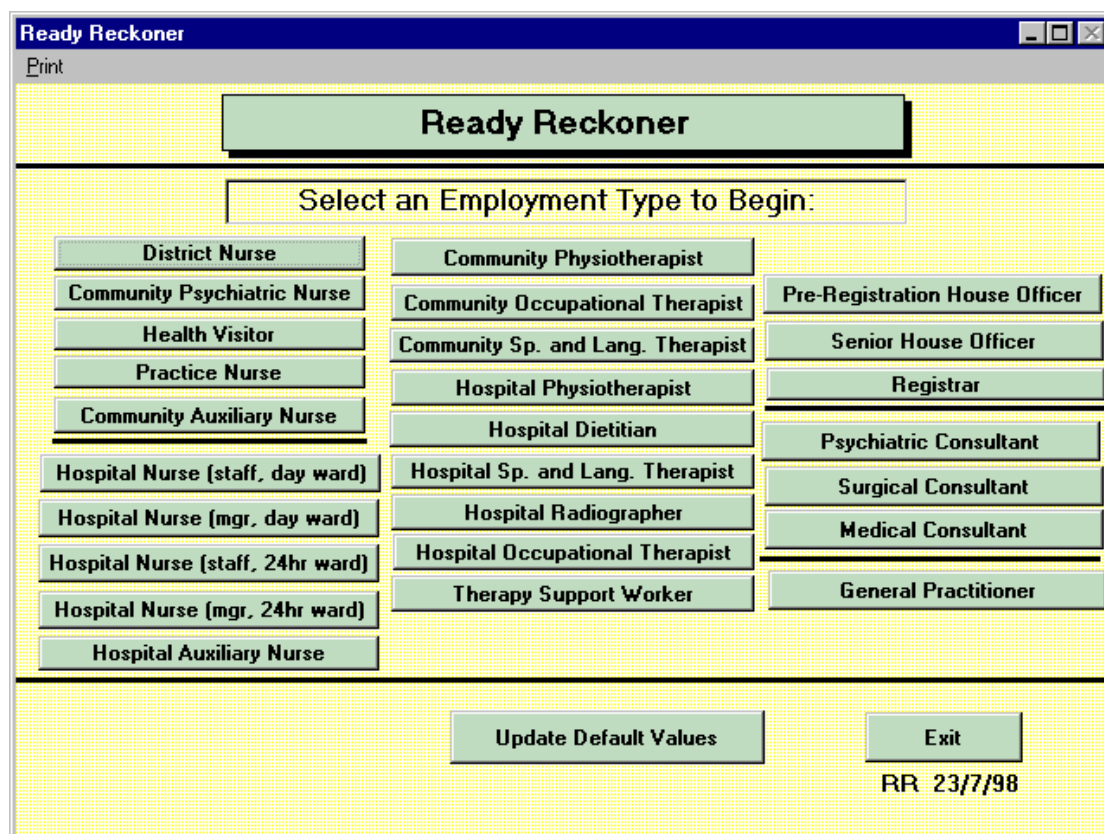 Ready Reckoner
Print
Ready Reckoner
Select an Employment Type to Begin:
District Nurse
Community Psychiatric Nurse
Health Visitor
Practice Nurse
Community Auxiliary Nurse
Hospital Nurse (staff, day ward)
Hospital Nurse (mgr, day ward)
Hospital Nurse (staff, 24hr ward)
Hospital Nurse (mgr, 24hr ward)
Hospital Auxiliary Nurse
Community Physiotherapist
Community Occupational Therapist
Community Sp. and Lang. Therapist
Hospital Physiotherapist
Hospital Dietitian
Hospital Sp. and Lang. Therapist
Hospital Radiographer
Hospital Occupational Therapist
Therapy Support Worker
Pre-Registration House Officer
Senior House Officer
Registrar
Psychiatric Consultant
Surgical Consultant
Medical Consultant
General Practitioner
Update Default Values
Exit
RR 23/7/98